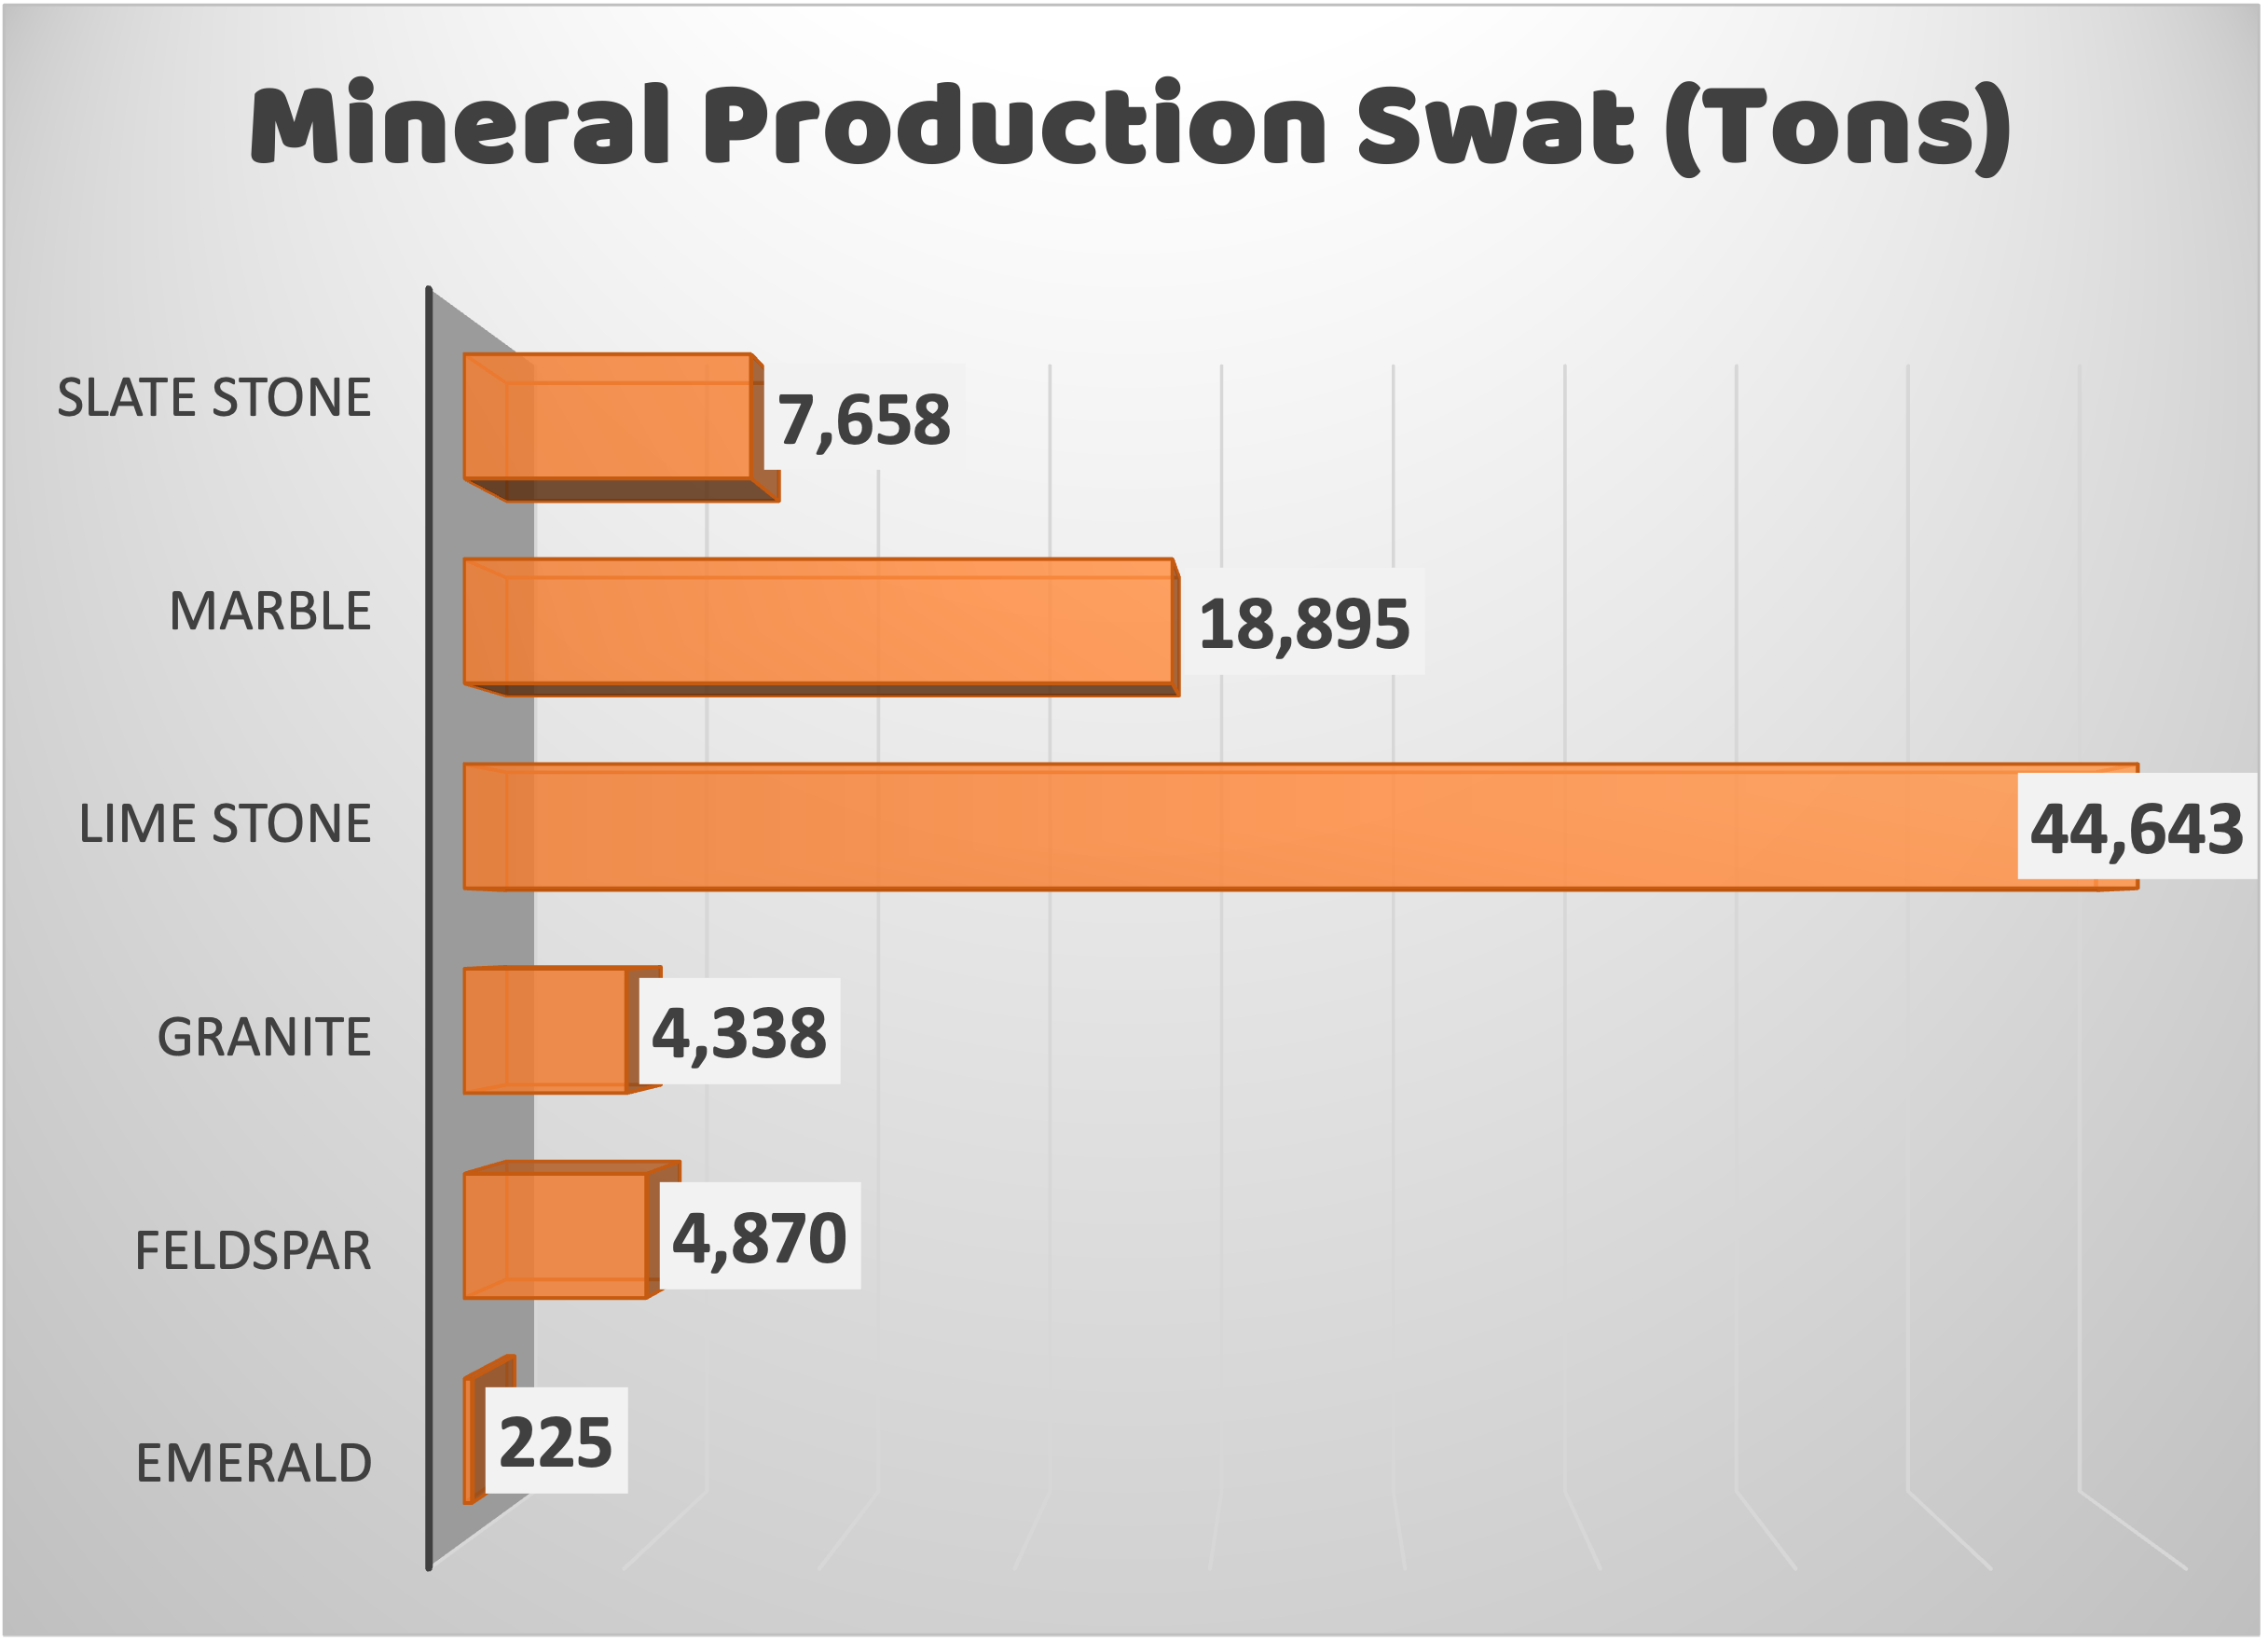 Mineral Production Swat (Tons)
SLATE STONE
7,658
MARBLE
18,895
LIME STONE
44,643
GRANITE
4,338
FELDSPAR
4,870
EMERALD
225